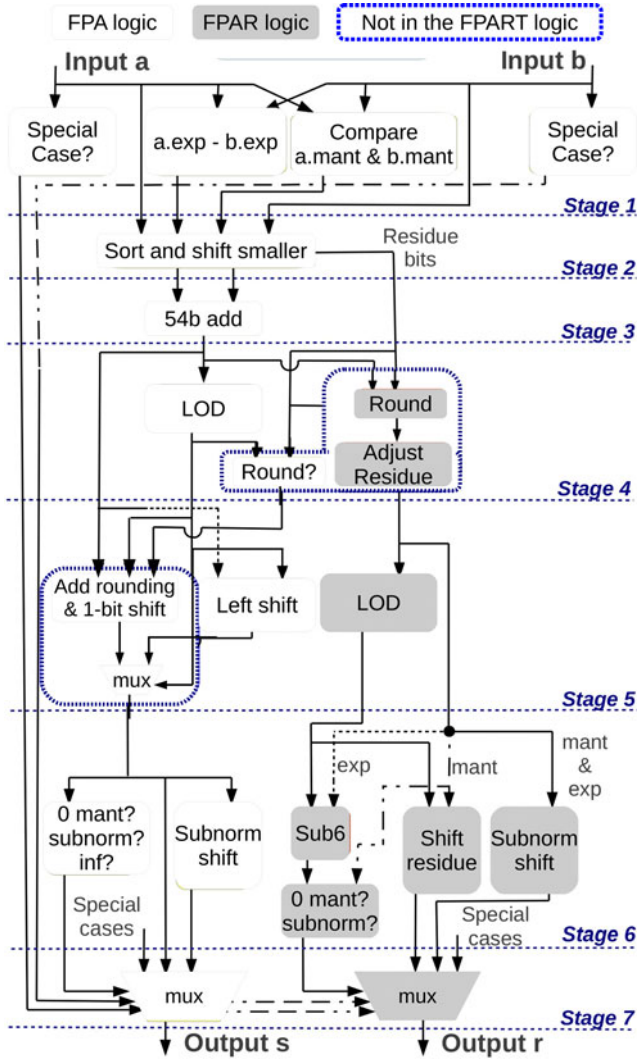 FPA logic
FPAR logic
Not in the FPART logic
Input a
Input b
Special
Case?
a.exp - b.exp
Compare
a.mant & b.mant
Special
Case?
Stage 1
Sort and shift smaller
Residue
bits
Stage 2
54b add
Stage 3
LOD
Round
Round?
Adjust
Residue
Stage 4
Add rounding
& 1-bit shift
Left shift
LOD
mux
Stage 5
exp
mant
mant
&
exp
0 mant?
subnorm?
inf?
Subnorm
shift
Sub6
Shift
residue
Subnorm
shift
0 mant?
subnorm?
Special
cases
Special
cases
Stage 6
mux
mux
Stage 7
Output s
Output r